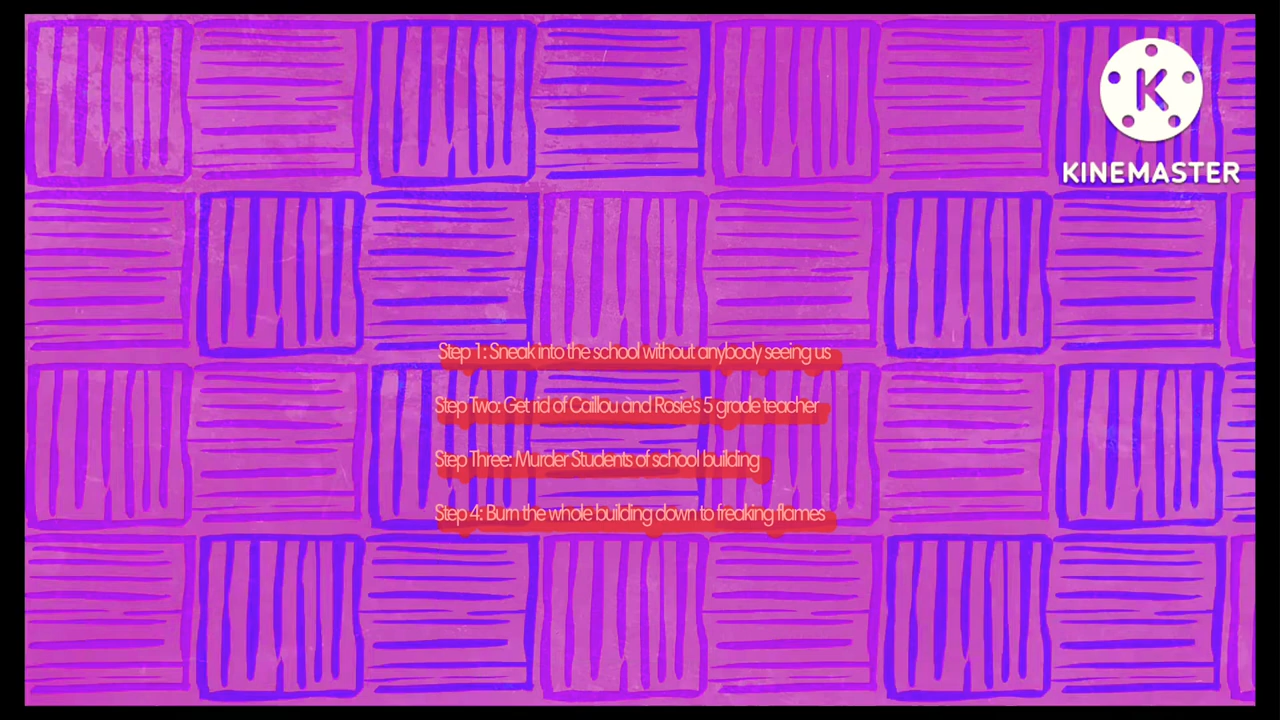 K
KINEMASTER
Step 1: Sneak into the school without anybody seeing us
Step Two: Get rid of Caillou and Rosie's 5 grade teacher
Step Three: Murder Students of school building
Step 4: Burn the whole building down to freaking flames